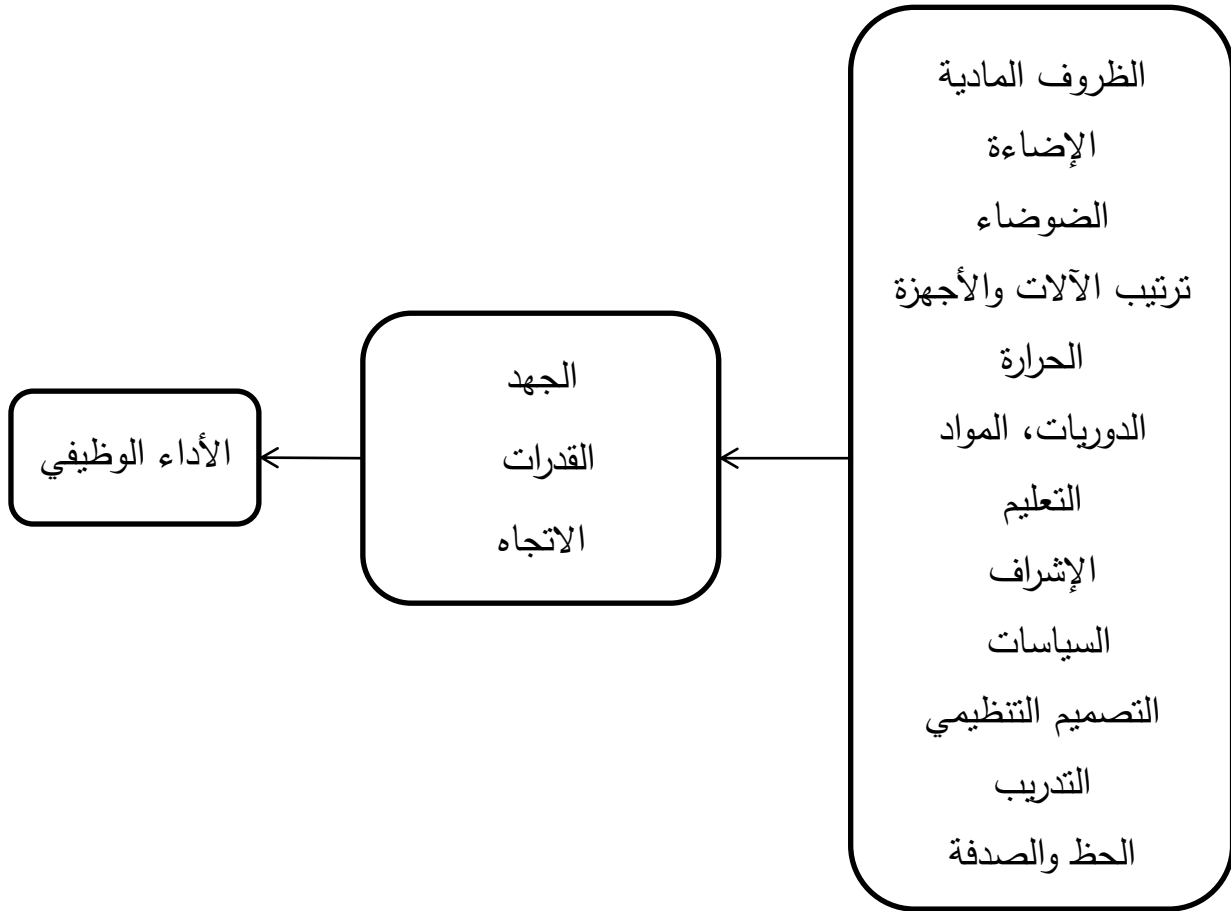 الظروف المادية
الإضاءة
الضوضاء
ترتيب الآلات والأجهزة
الحرارة
الدوريات، المواد
التعليم
الإشراف
السياسات
التصميم التنظيمي
التدريب
الحظ والصدفة
الجهد
القدرات
الاتجاه
الأداء الوظيفي